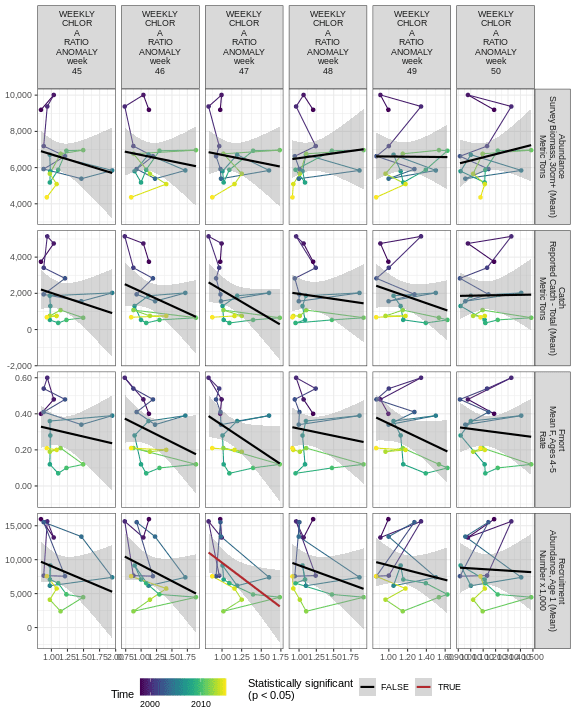 WEEKLY CHLOR A RATIO ANOMALY week 45
WEEKLY CHLOR A RATIO ANOMALY week 46
WEEKLY CHLOR A RATIO ANOMALY week 47
WEEKLY CHLOR A RATIO ANOMALY week 48
WEEKLY CHLOR A RATIO ANOMALY week 49
WEEKLY CHLOR A RATIO ANOMALY week 50
10,000
8,000
6,000
4,000
Abundance
Survey Biomass, 30cm+ (Mean)
Metric Tons
4,000
2,000
0
-2,000
Catch
Reported Catch - Total (Mean)
Metric Tons
0.60
0.40
0.20
0.00
Fmort
Mean F, Ages 4-5
Rate
15,000
10,000
5,000
0
Recruitment
Abundance, Age 1 (Mean)
Number x 1,000
1.00 1.25 1.50 1.75 2.00
0.75 1.00 1.25 1.50 1.75
1.00 1.25 1.50 1.75
1.00 1.25 1.50 1.75
1.00 1.20 1.40 1.60
Time
2000 2010
Statistically significant
(p < 0.05)
FALSE TRUE